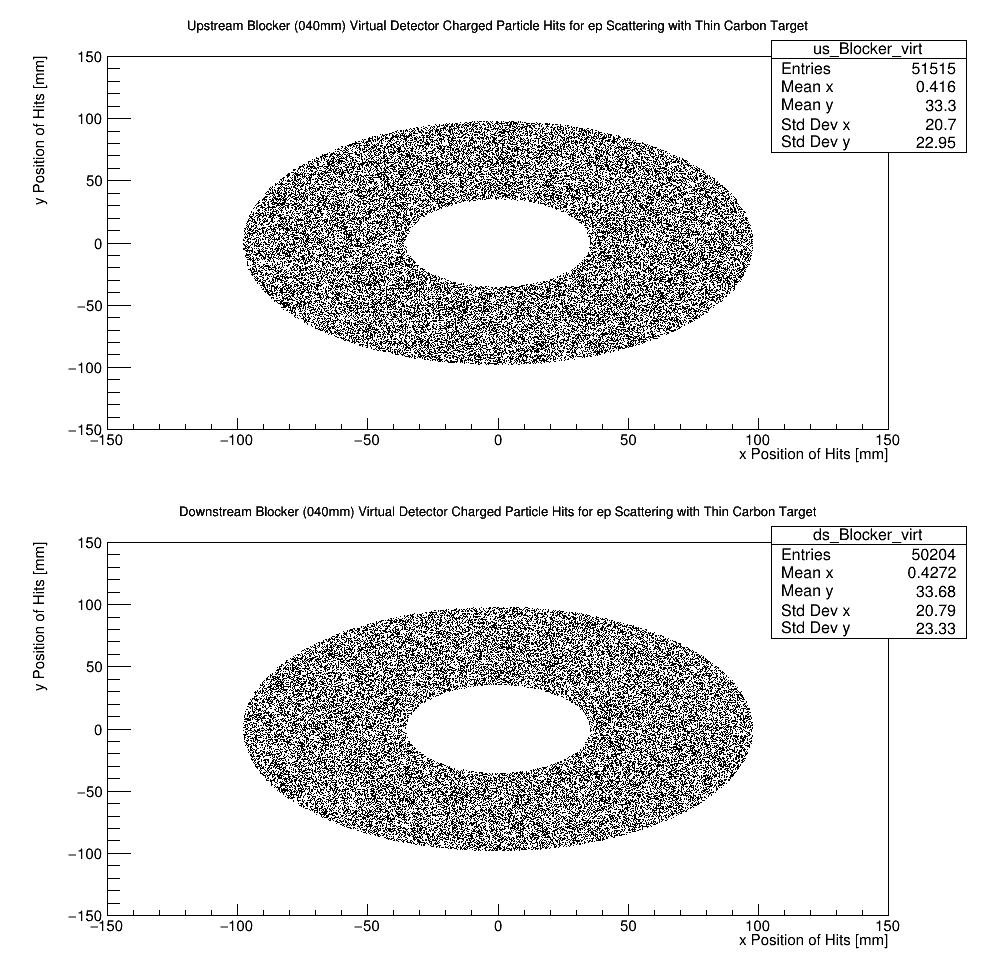 Upstream Blocker (040mm) Virtual Detector Charged Particle Hits for ep Scattering with Thin Carbon Target
us_Blocker_virt
Entries 51515
Mean x 0.416
Mean y 33.3
Std Dev x 20.7
Std Dev y 22.95
y Position of Hits [mm]
150
100
50
0
−50
−100
−150
−150 −100 −50 0 50 100 150
x Position of Hits [mm]
Downstream Blocker (040mm) Virtual Detector Charged Particle Hits for ep Scattering with Thin Carbon Target
ds_Blocker_virt
Entries 50204
Mean x 0.4272
Mean y 33.68
Std Dev x 20.79
Std Dev y 23.33
y Position of Hits [mm]
150
100
50
0
−50
−100
−150
−150 −100 −50 0 50 100 150
x Position of Hits [mm]